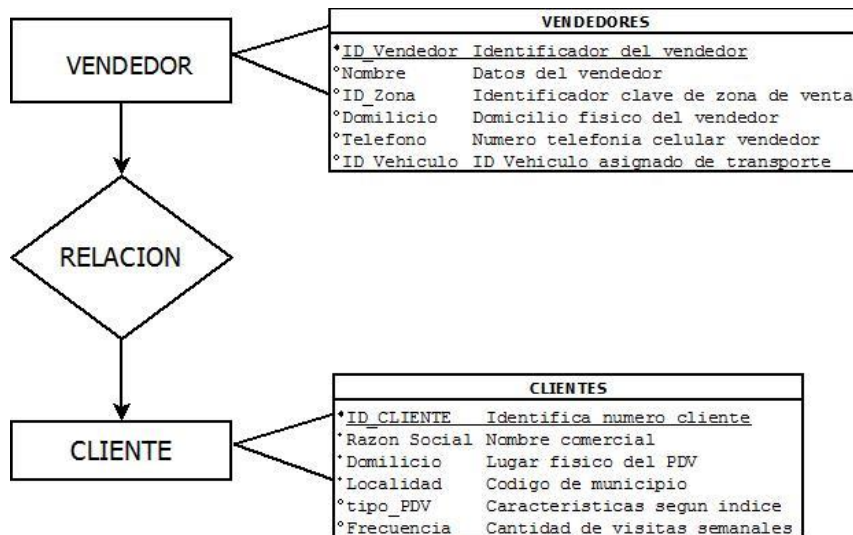 VENDEDORES
VENDEDOR
ID_Vendedor Identificador del vendedor
Nombre Datos del vendedor
ID_Zona Identificador clave de zona de venta
Domilicio Domicilio fisico del vendedor
Telefono Numero telefonia celular vendedor
ID Vehiculo ID Vehiculo asignado de transporte
RELACION
CLIENTES
CLIENTE
ID_CLIENTE Identifica numero cliente
Razon Social Nombre comercial
Domilicio Lugar fisico del PDV
Localidad Codigo de municipio
tipo_PDV Caracteristicas segun indice
Frecuencia Cantidad de visitas semanales